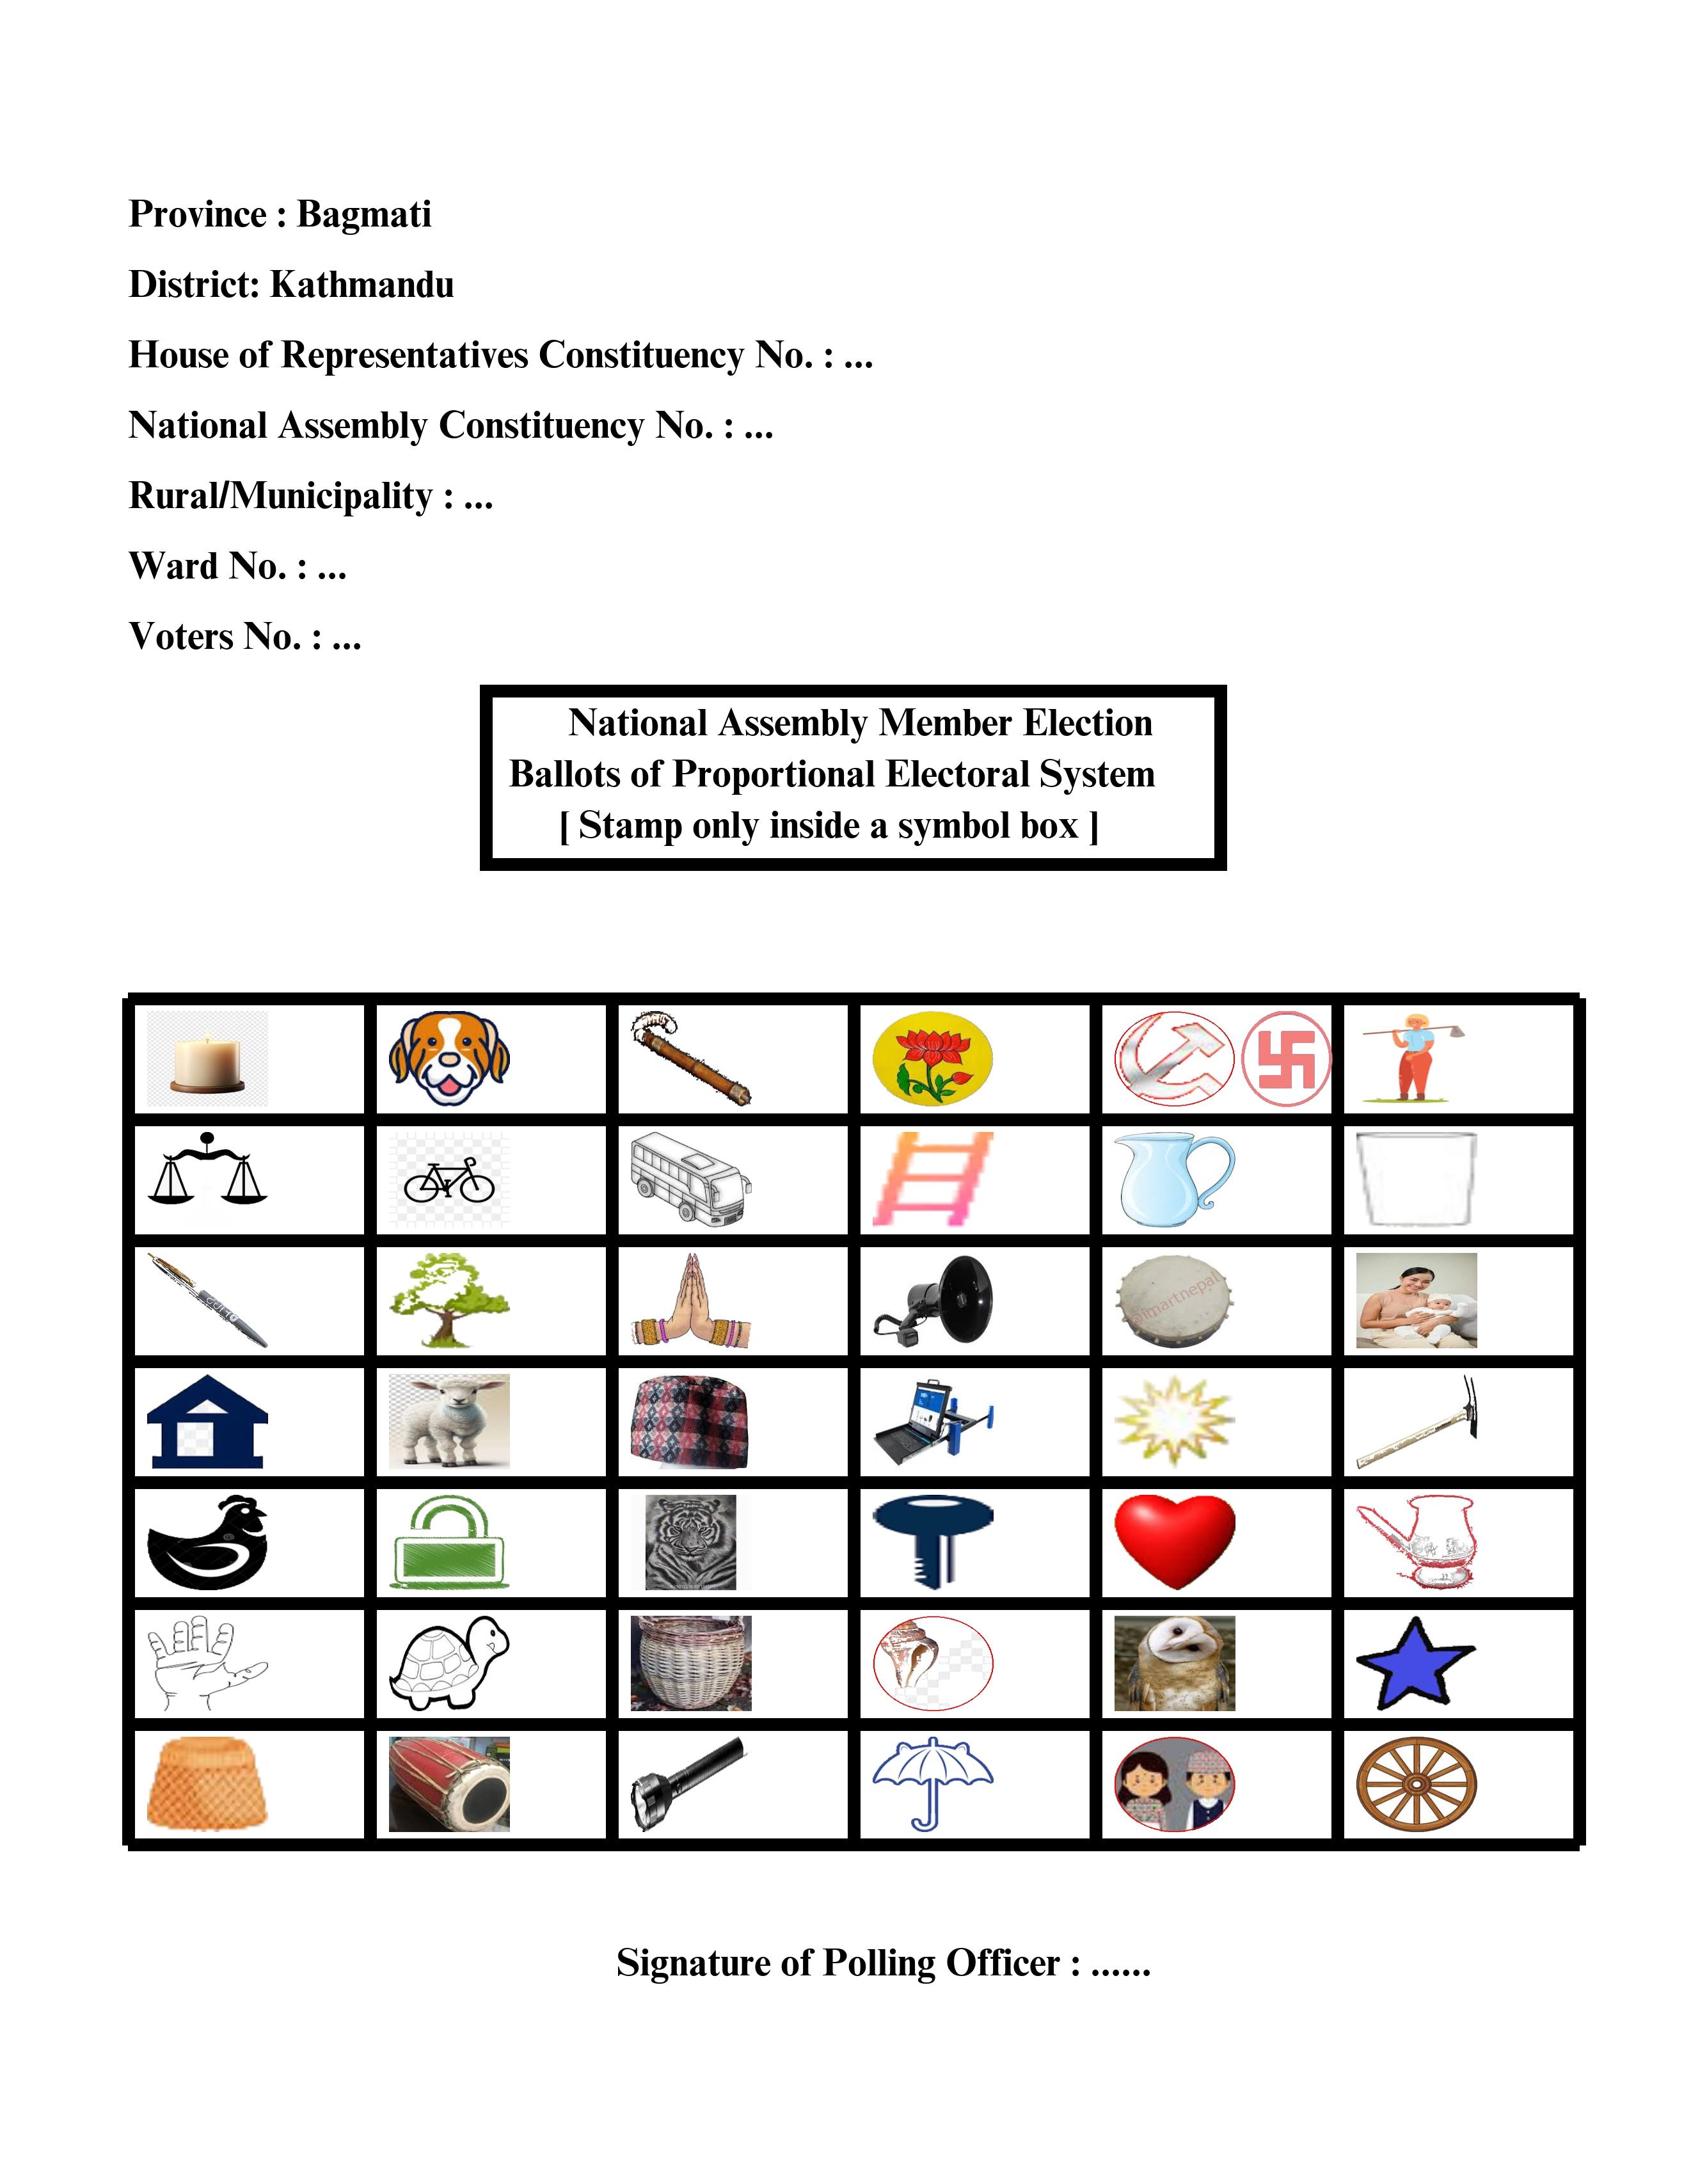 Province : Bagmati
District: Kathmandu
House of Representatives Constituency No. : ...
National Assembly Constituency No. : ...
Rural/Municipality : ...
Ward No. : ...
Voters No. : ...
National Assembly Member Election
Ballots of Proportional Electoral System
[ Stamp only inside a symbol box ]
Signature of Polling Officer : ......